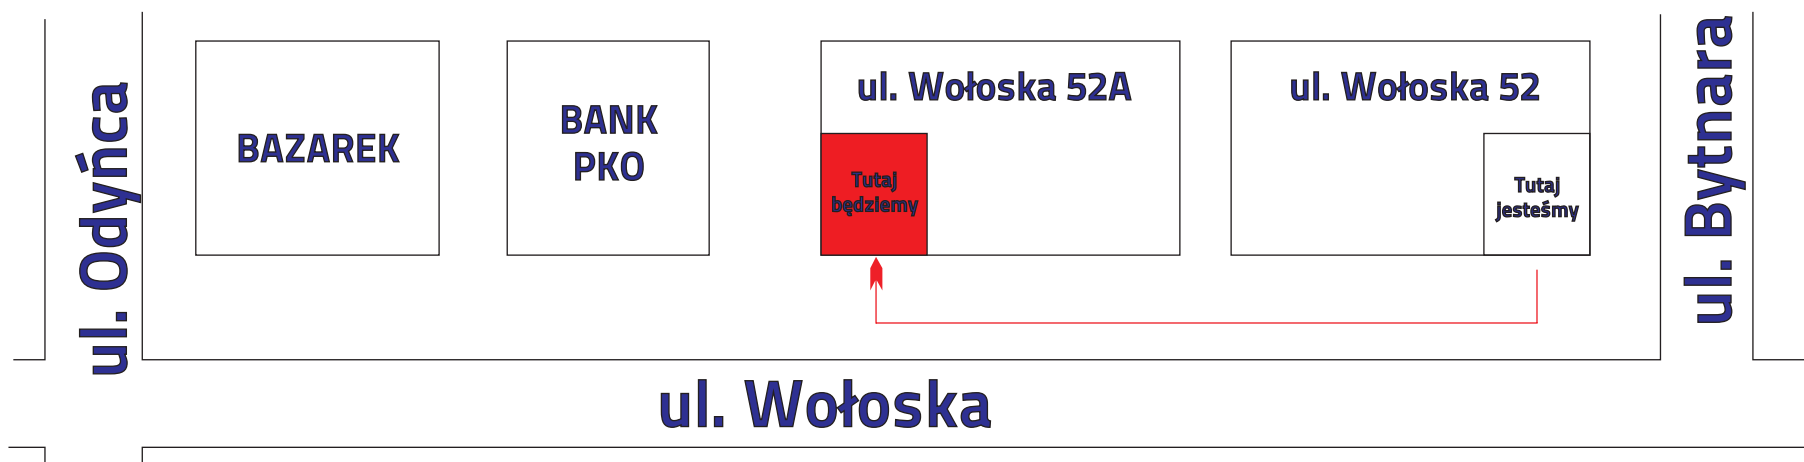 ul. Odyńca
BAZAREK
BANK
PKO
ul. Wołoska 52A
Tutaj
będziemy
ul. Wołoska 52
Tutaj
jesteśmy
ul. Bytnara
ul. Wołoska